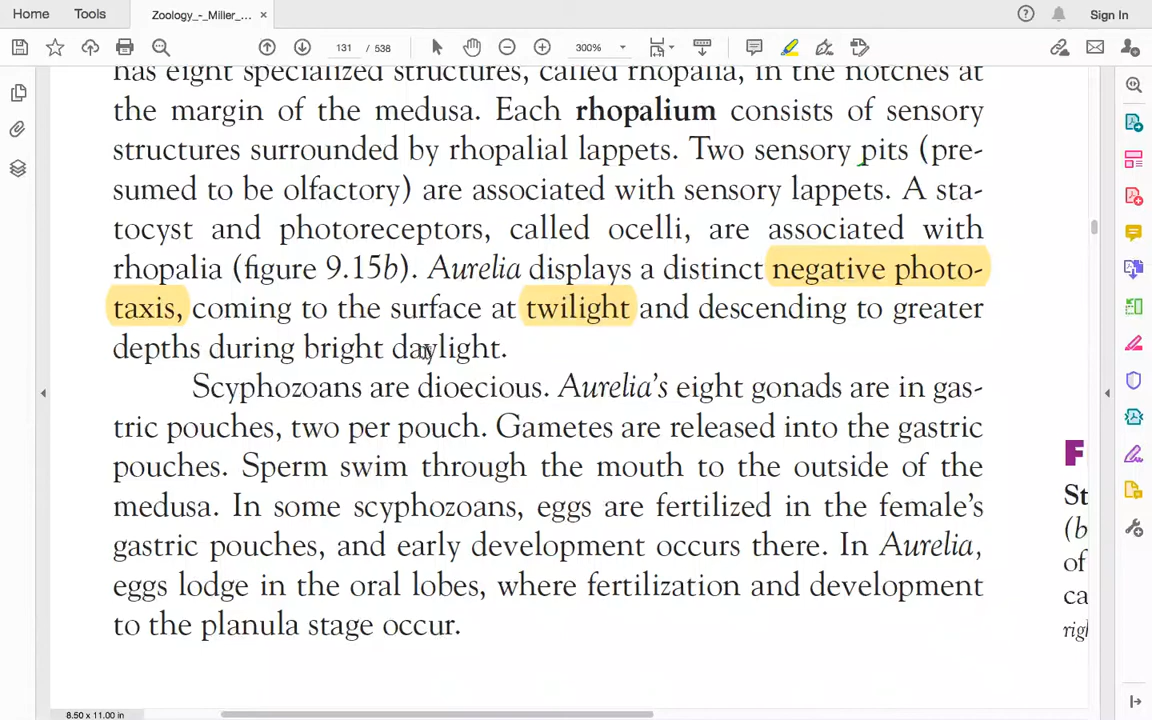 Home
Tools
Zoology_-_Miller_...
×
Sign In
131 / 538
300%
has eight specialized structures, called rhopalia, in the notches at
the margin of the medusa. Each rhopalium consists of sensory
structures surrounded by rhopalial lappets. Two sensory pits (pre-
sumed to be olfactory) are associated with sensory lappets. A sta-
tocyst and photoreceptors, called ocelli, are associated with
rhopalia (figure 9.15b). Aurelia displays a distinct negative photo-
taxis, coming to the surface at twilight and descending to greater
depths during bright daylight.
Scyphozoans are dioecious. Aurelia's eight gonads are in gas-
tric pouches, two per pouch. Gametes are released into the gastric
pouches. Sperm swim through the mouth to the outside of the
medusa. In some scyphozoans, eggs are fertilized in the female's
gastric pouches, and early development occurs there. In Aurelia,
eggs lodge in the oral lobes, where fertilization and development
to the planula stage occur.
F
St
(b
of
ca
righ
8.50 x 11.00 in